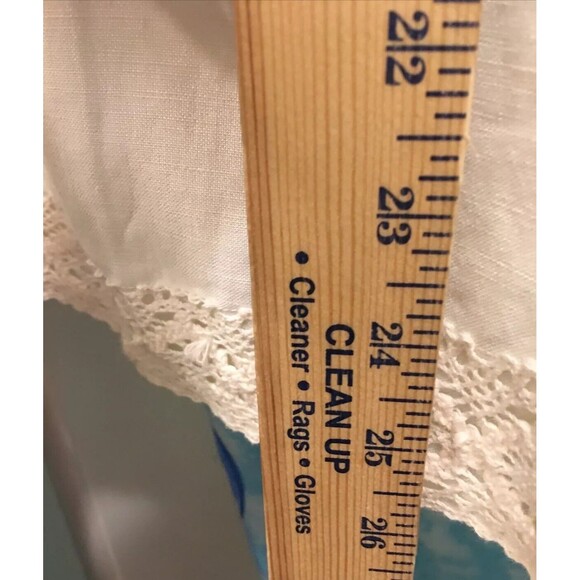 22
23
24
25
26
CLEAN UP
• Cleaner • Rags • Gloves